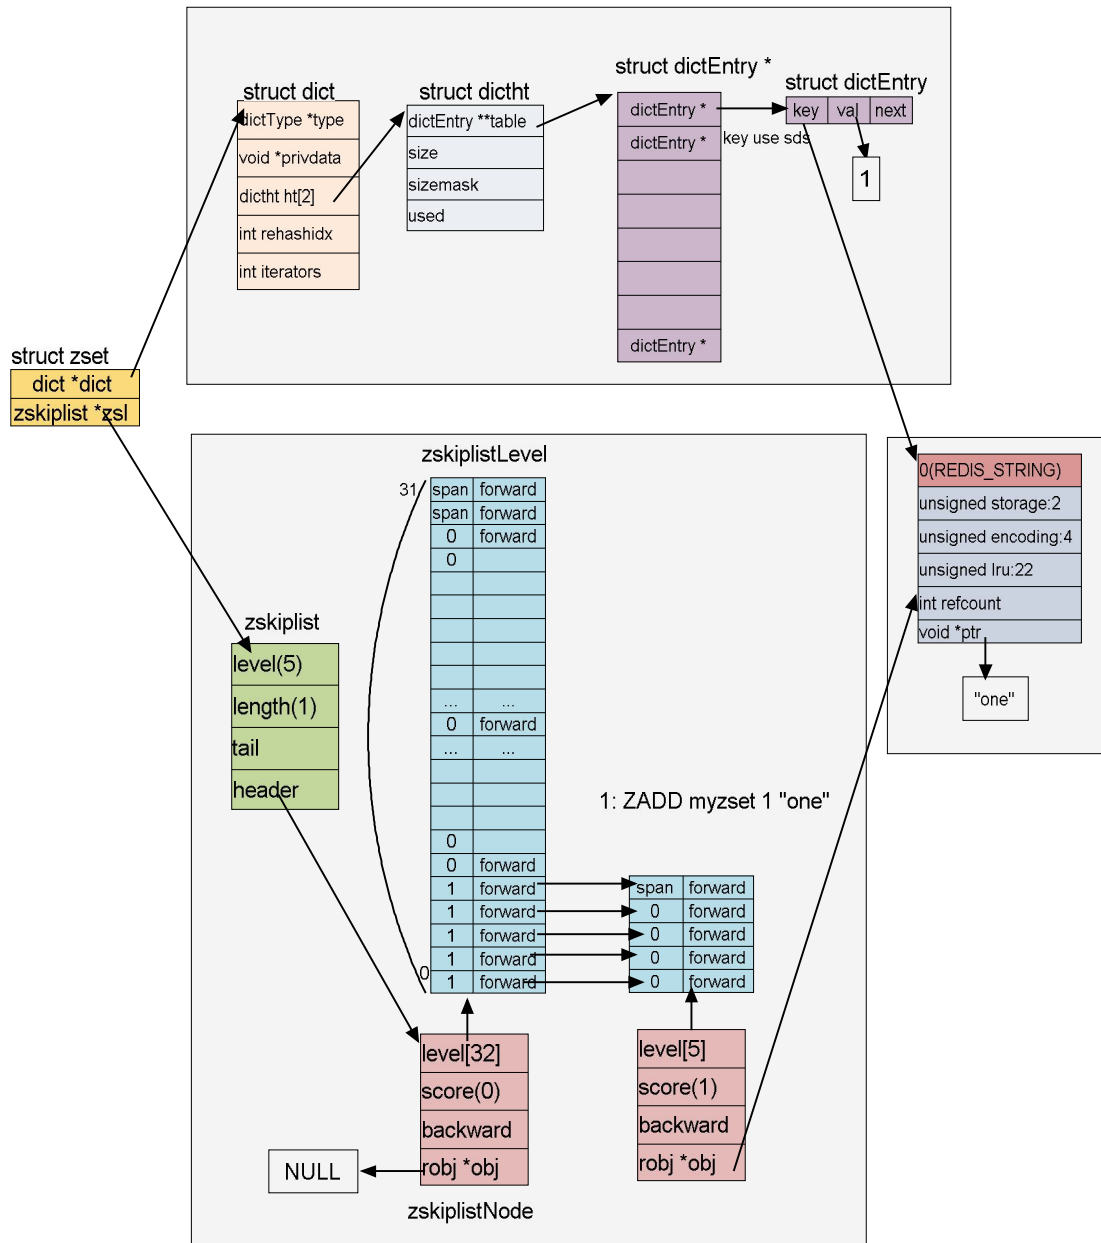 struct dict
dictType *type
void *privdata
dictht ht[2]
int rehashidx
int iterators
struct dictht
dictEntry **table
size
sizemask
used
struct dictEntry *
dictEntry *
dictEntry *
dictEntry *
struct dictEntry
key val next
key use sds
1
struct zset
dict *dict
zskiplist *zsl
zskiplist
level(5)
length(1)
tail
header
zskiplistLevel
31
span forward
span forward
0 forward
0
... ...
0 forward
... ...
0
0 forward
1 forward
1 forward
1 forward
1 forward
0
1 forward
1: ZADD myzset 1 "one"
span forward
0 forward
0 forward
0 forward
0 forward
level[32]
score(0)
backward
robj *obj
NULL
zskiplistNode
level[5]
score(1)
backward
robj *obj
0(REDIS_STRING)
unsigned storage:2
unsigned encoding:4
unsigned lru:22
int refcount
void *ptr
"one"